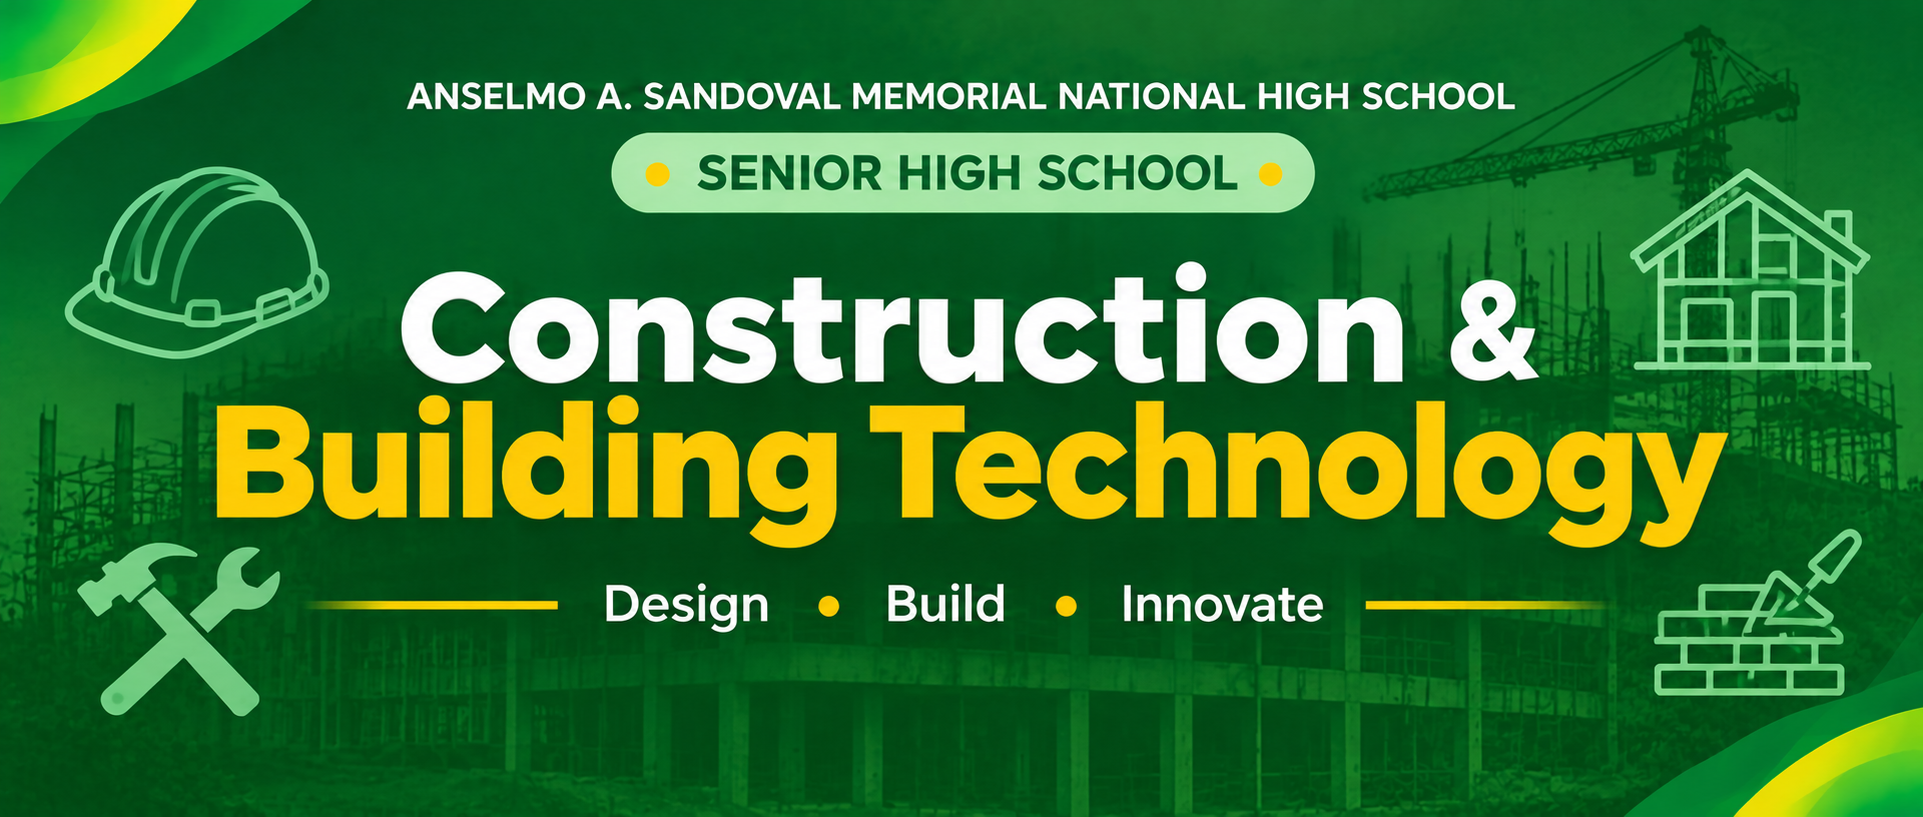 ANSELMO A. SANDOVAL MEMORIAL NATIONAL HIGH SCHOOL
SENIOR HIGH SCHOOL
Construction &
Building Technology
Design • Build • Innovate